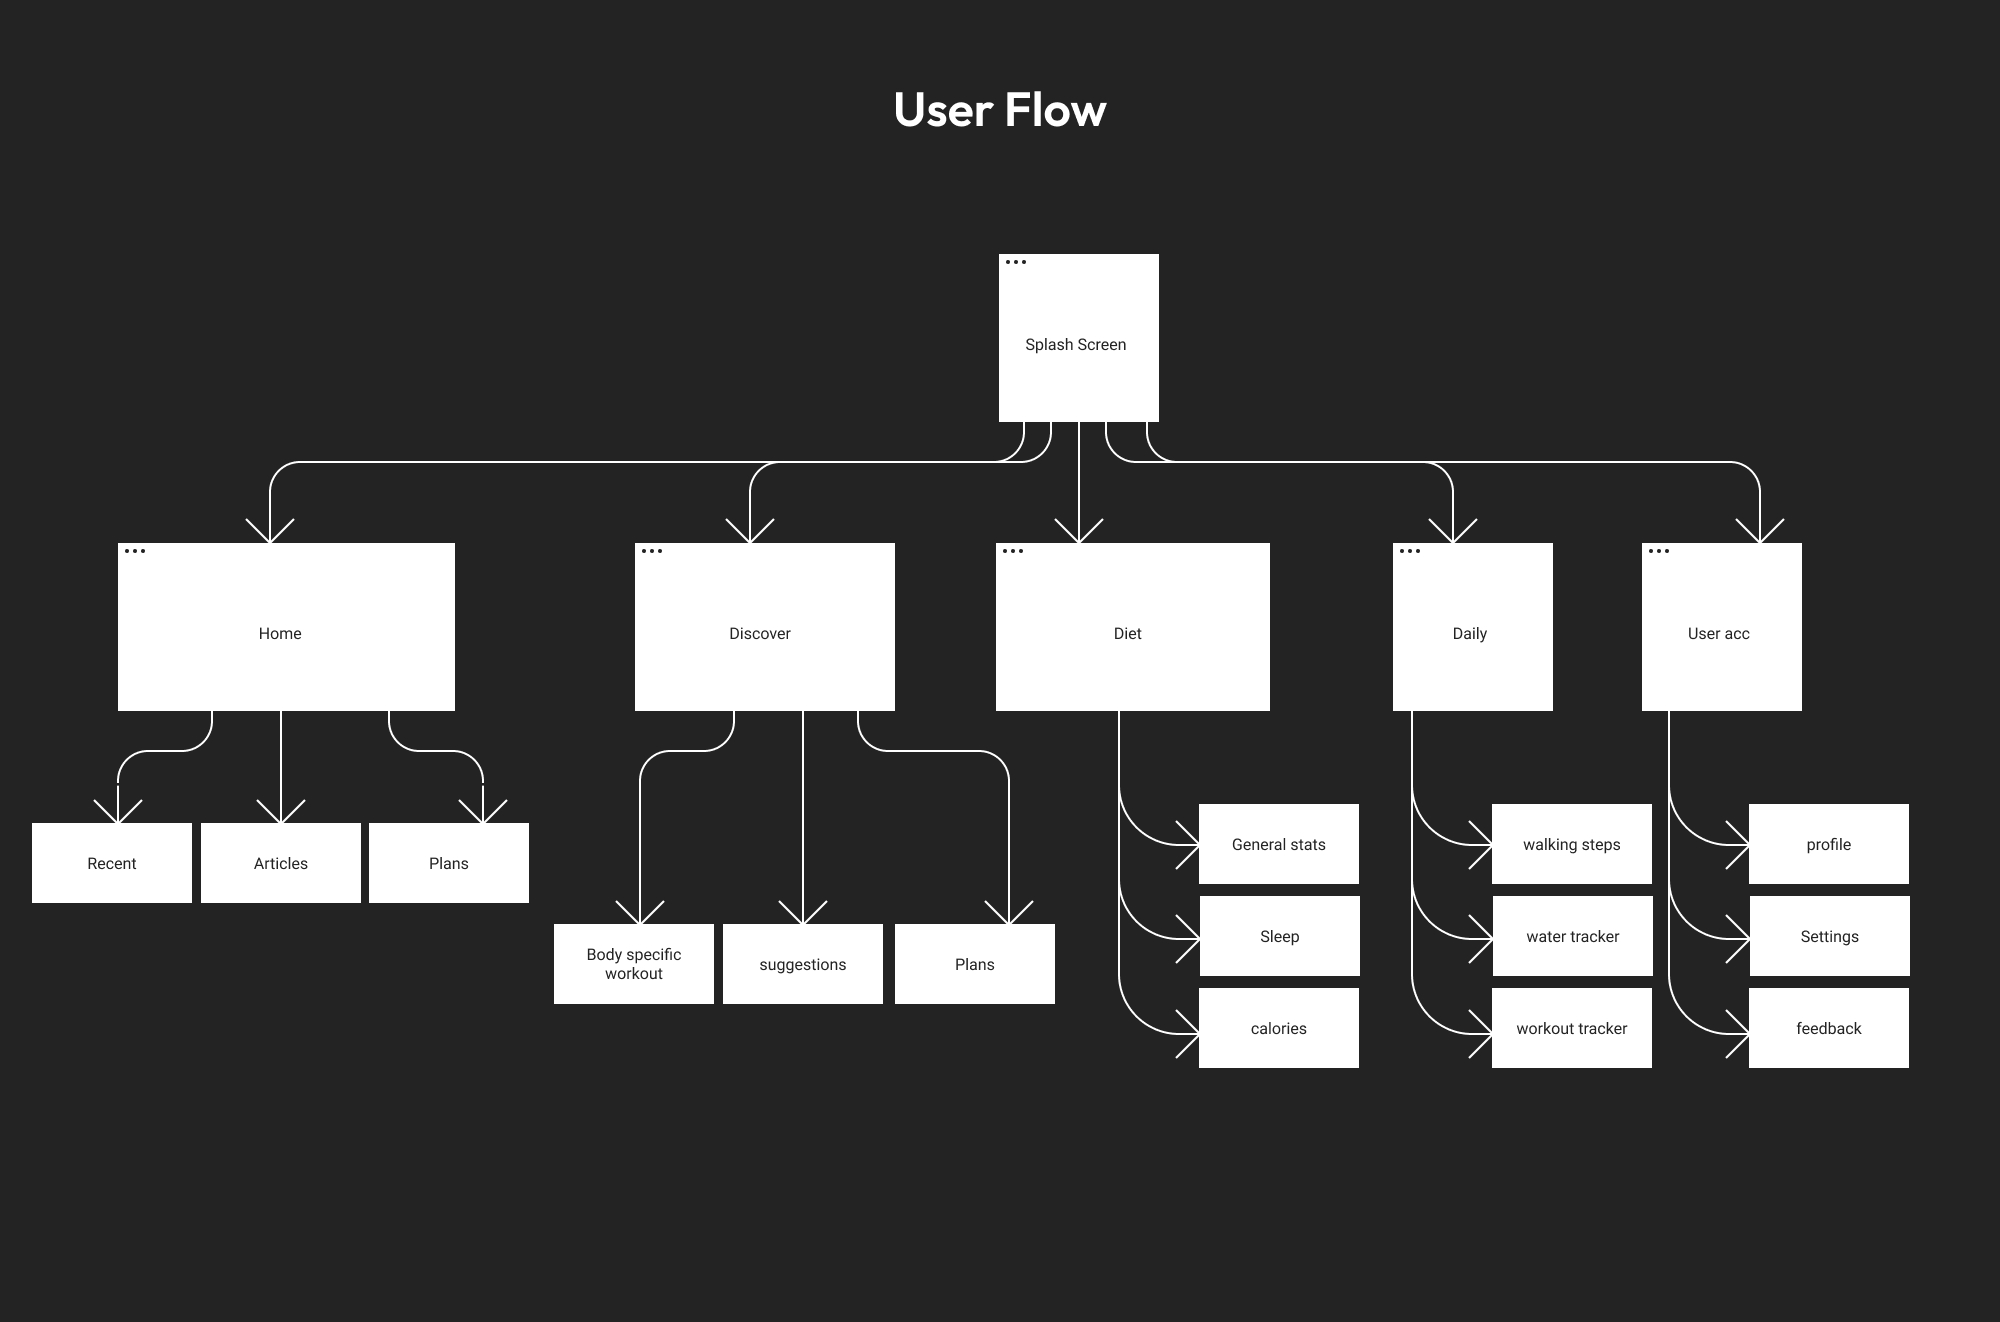 User Flow
Splash Screen
Home
Discover
Diet
Daily
User acc
Recent
Articles
Plans
Body specific
workout
suggestions
Plans
General stats
Sleep
calories
walking steps
water tracker
workout tracker
profile
Settings
feedback